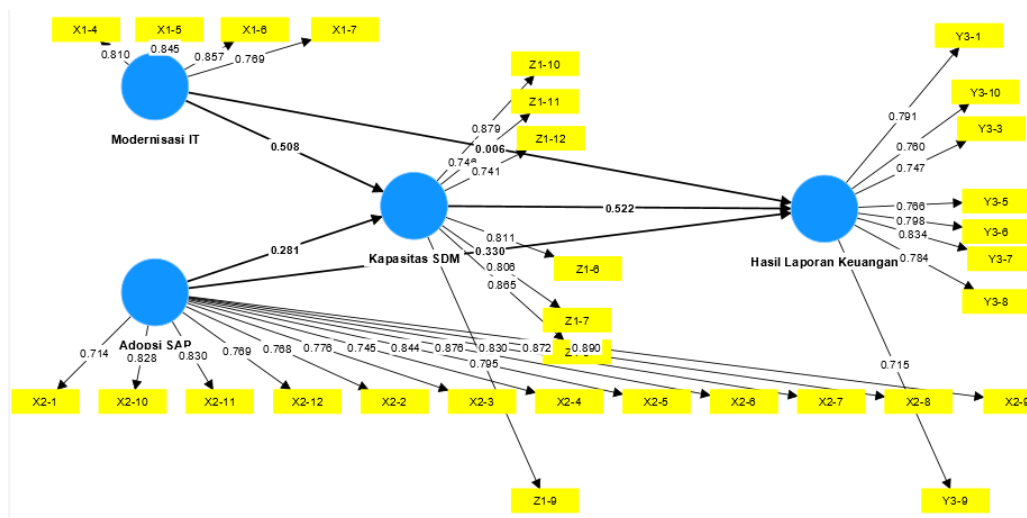 X1-4
X1-5
X1-6
X1-7
0.810
0.845
0.857
0.769
Modernisasi IT
0.508
0.006
Z1-10
Z1-11
Z1-12
0.879
0.746
0.741
Y3-1
Y3-10
Y3-3
Y3-5
Y3-6
Y3-7
Y3-8
0.791
0.760
0.747
0.766
0.798
0.834
0.784
0.522
0.281
0.330
Kapasitas SDM
Hasil Laporan Keuangan
0.811
Z1-6
0.806
0.865
Z1-7
Adopsi SAP
0.714
0.828
0.830
0.769
0.768
0.776
0.745
0.844
0.876
0.830
0.872
0.890
0.795
0.715
X2-1
X2-10
X2-11
X2-12
X2-2
X2-3
X2-4
X2-5
X2-6
X2-7
X2-8
X2-9
Z1-9
Y3-9